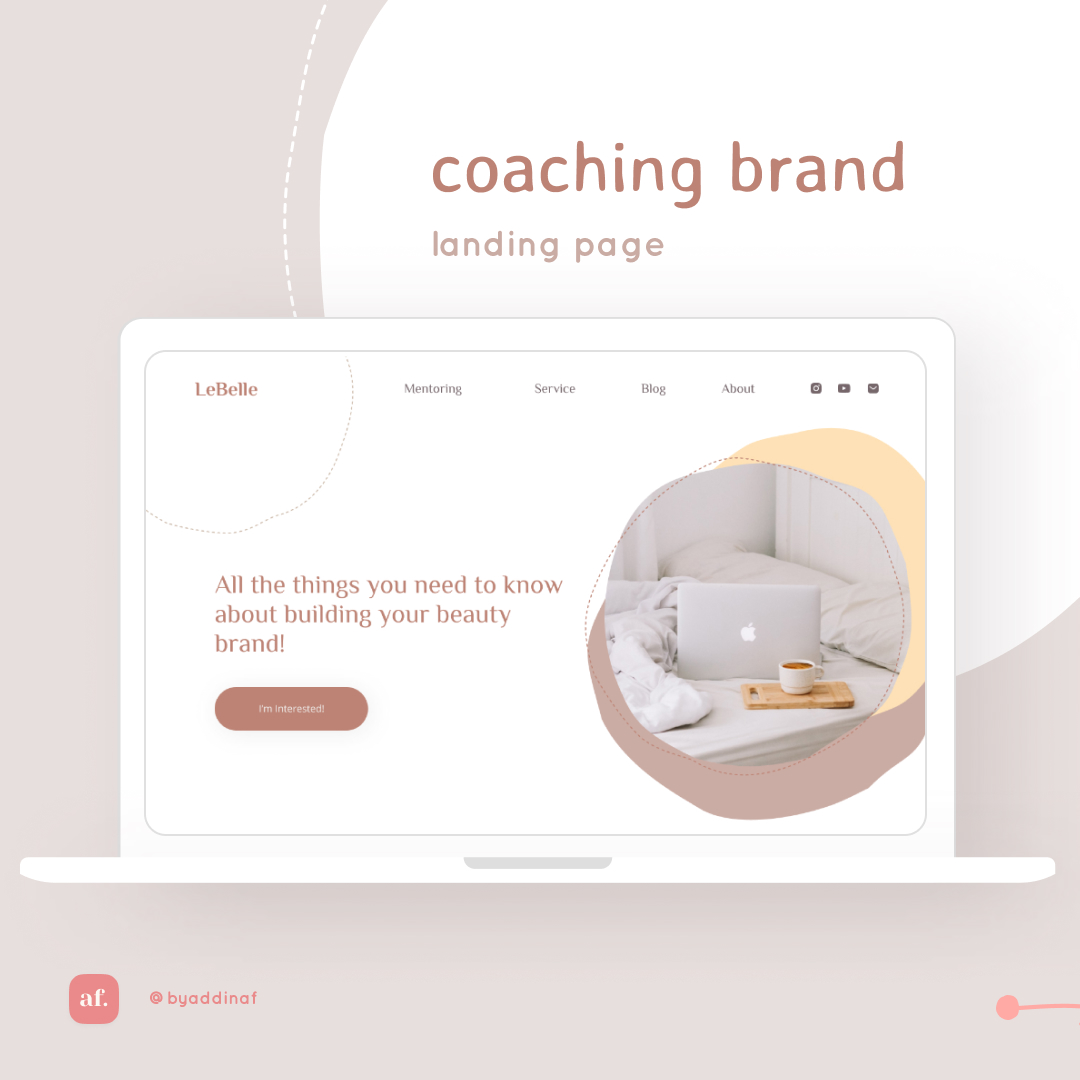 coaching brand
landing page
LeBelle
Mentoring
Service
Blog
About
All the things you need to know
about building your beauty
brand!
I'm Interested!
af.
@byaddinaf